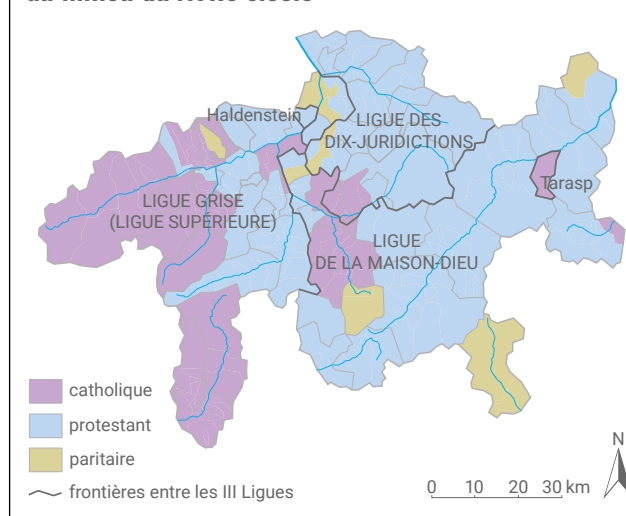 Haldenstein
LIGUE DES
DIX-JURIDICTIONS
Tarasp
LIGUE GRISE
(LIGUE SUPÉRIEURE)
LIGUE
DE LA MAISON-DIEU
catholique
protestant
paritaire
frontières entre les III Ligues
0 10 20 30 km
N